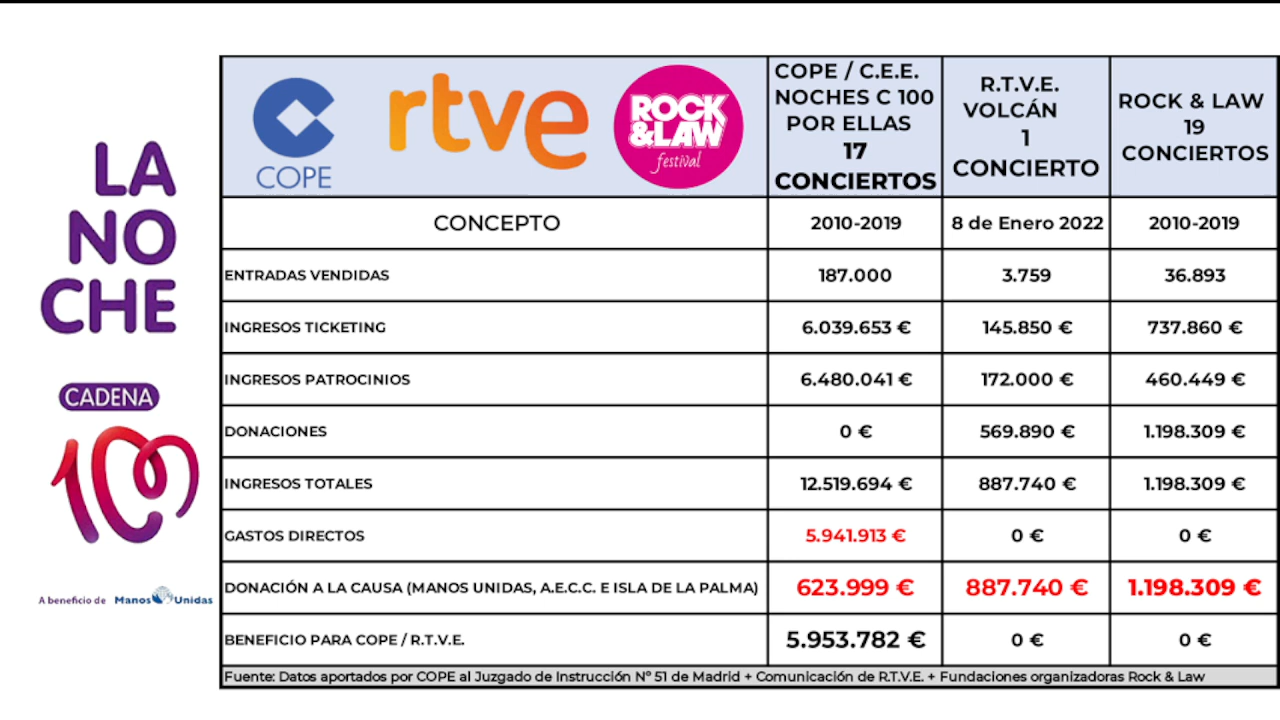 LA
NO
CHE
CADENA
100
A beneficio de Manos Unidas
COPE
rtve
ROCK
&LAW
festival
COPE / C.E.E.
NOCHES C 100
POR ELLAS
17
CONCIERTOS
R.T.V.E.
VOLCÁN
1
CONCIERTO
ROCK & LAW
19
CONCIERTOS
CONCEPTO 2010-2019 8 de Enero 2022 2010-2019
ENTRADAS VENDIDAS 187.000 3.759 36.893
INGRESOS TICKETING 6.039.653 € 145.850 € 737.860 €
INGRESOS PATROCINIOS 6.480.041 € 172.000 € 460.449 €
DONACIONES 0 € 569.890 € 1.198.309 €
INGRESOS TOTALES 12.519.694 € 887.740 € 1.198.309 €
GASTOS DIRECTOS 5.941.913 € 0 € 0 €
DONACIÓN A LA CAUSA (MANOS UNIDAS, A.E.C.C. E ISLA DE LA PALMA) 623.999 € 887.740 € 1.198.309 €
BENEFICIO PARA COPE / R.T.V.E. 5.953.782 € 0 € 0 €
Fuente: Datos aportados por COPE al Juzgado de Instrucción Nº 51 de Madrid + Comunicación de R.T.V.E. + Fundaciones organizadoras Rock & Law